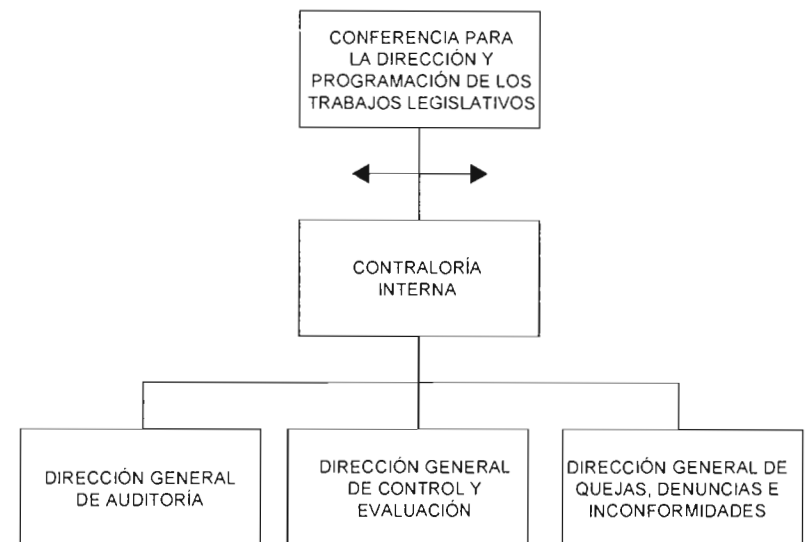 CONFERENCIA PARA
LA DIRECCIÓN Y
PROGRAMACIÓN DE LOS
TRABAJOS LEGISLATIVOS
CONTRALORÍA
INTERNA
DIRECCIÓN GENERAL
DE AUDITORÍA
DIRECCIÓN GENERAL
DE CONTROL Y
EVALUACIÓN
DIRECCIÓN GENERAL DE
QUEJAS, DENUNCIAS E
INCONFORMIDADES